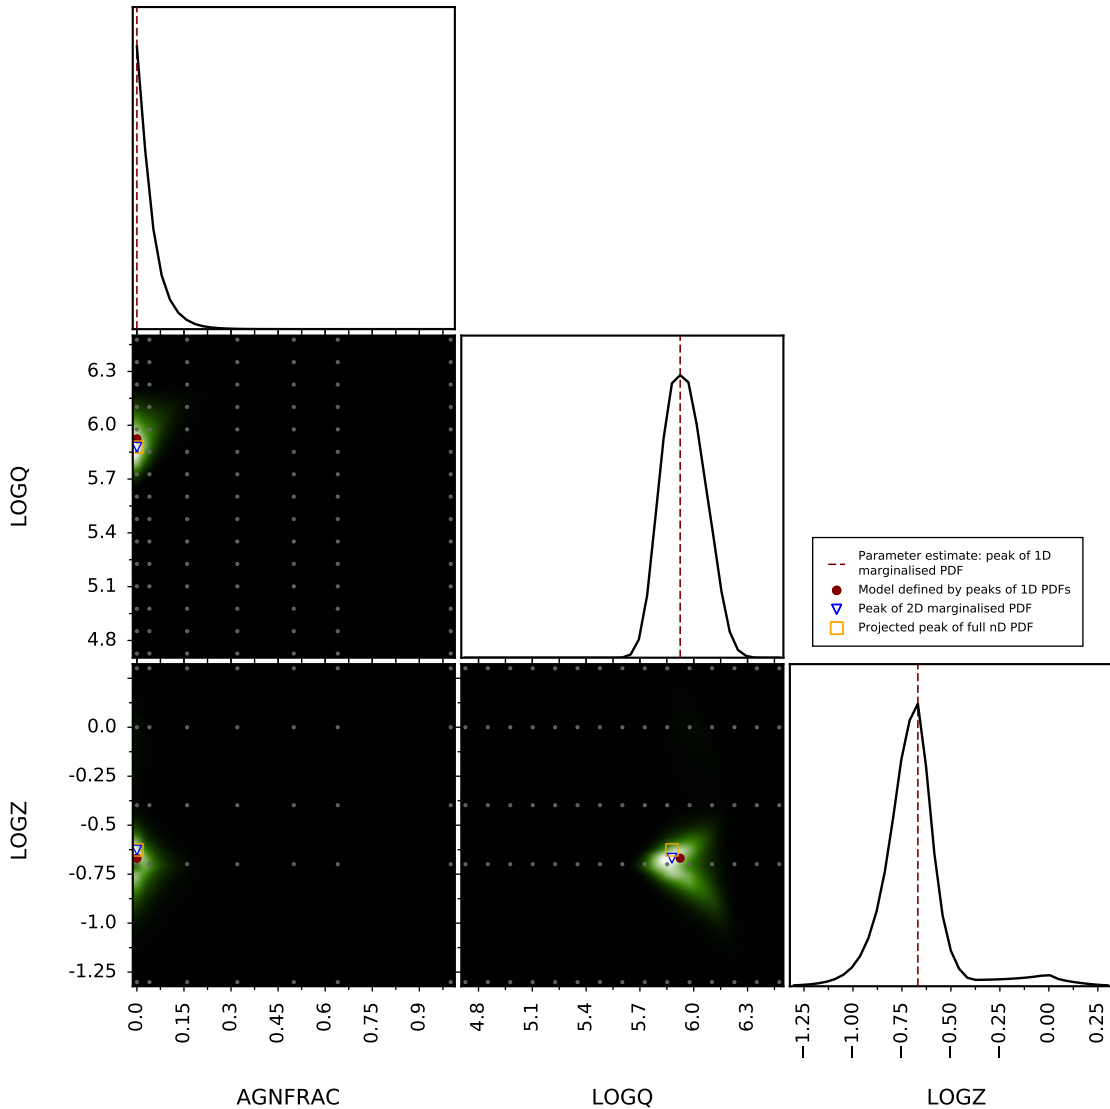 6.3
6.0
5.7
5.4
5.1
4.8
LOGQ
Parameter estimate: peak of 1D
marginalised PDF
Model defined by peaks of 1D PDFs
Peak of 2D marginalised PDF
Projected peak of full nD PDF
0.0
-0.25
-0.5
-0.75
-1.0
-1.25
LOGZ
0.0 0.15 0.3 0.45 0.6 0.75 0.9
4.8 5.1 5.4 5.7 6.0 6.3
−1.25 −1.00 −0.75 −0.50 −0.25 0.00 0.25
AGNFRAC LOGQ LOGZ